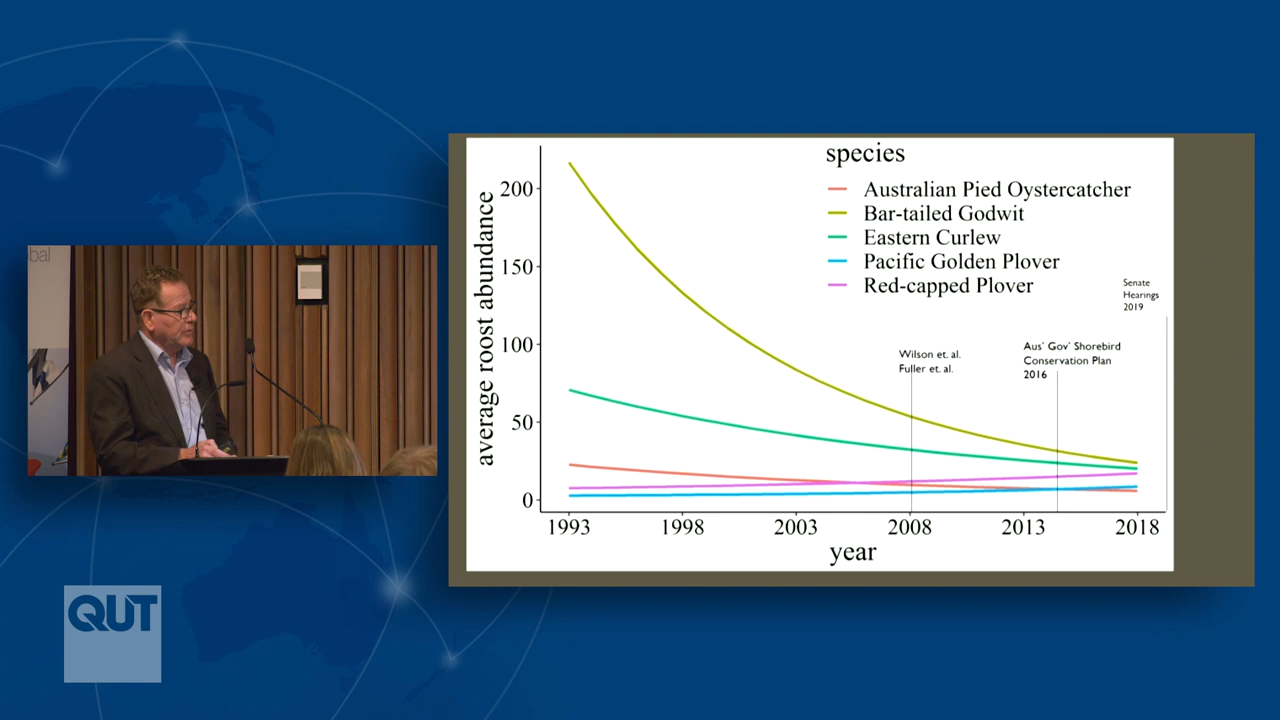 bal
QUT
species
Australian Pied Oystercatcher
Bar-tailed Godwit
Eastern Curlew
Pacific Golden Plover
Red-capped Plover
Senate
Hearings
2019
Aus' Gov' Shorebird
Conservation Plan
2016
Wilson et. al.
Fuller et. al.
average roost abundance
200
150
100
50
0
1993
1998
2003
2008
2013
2018
year